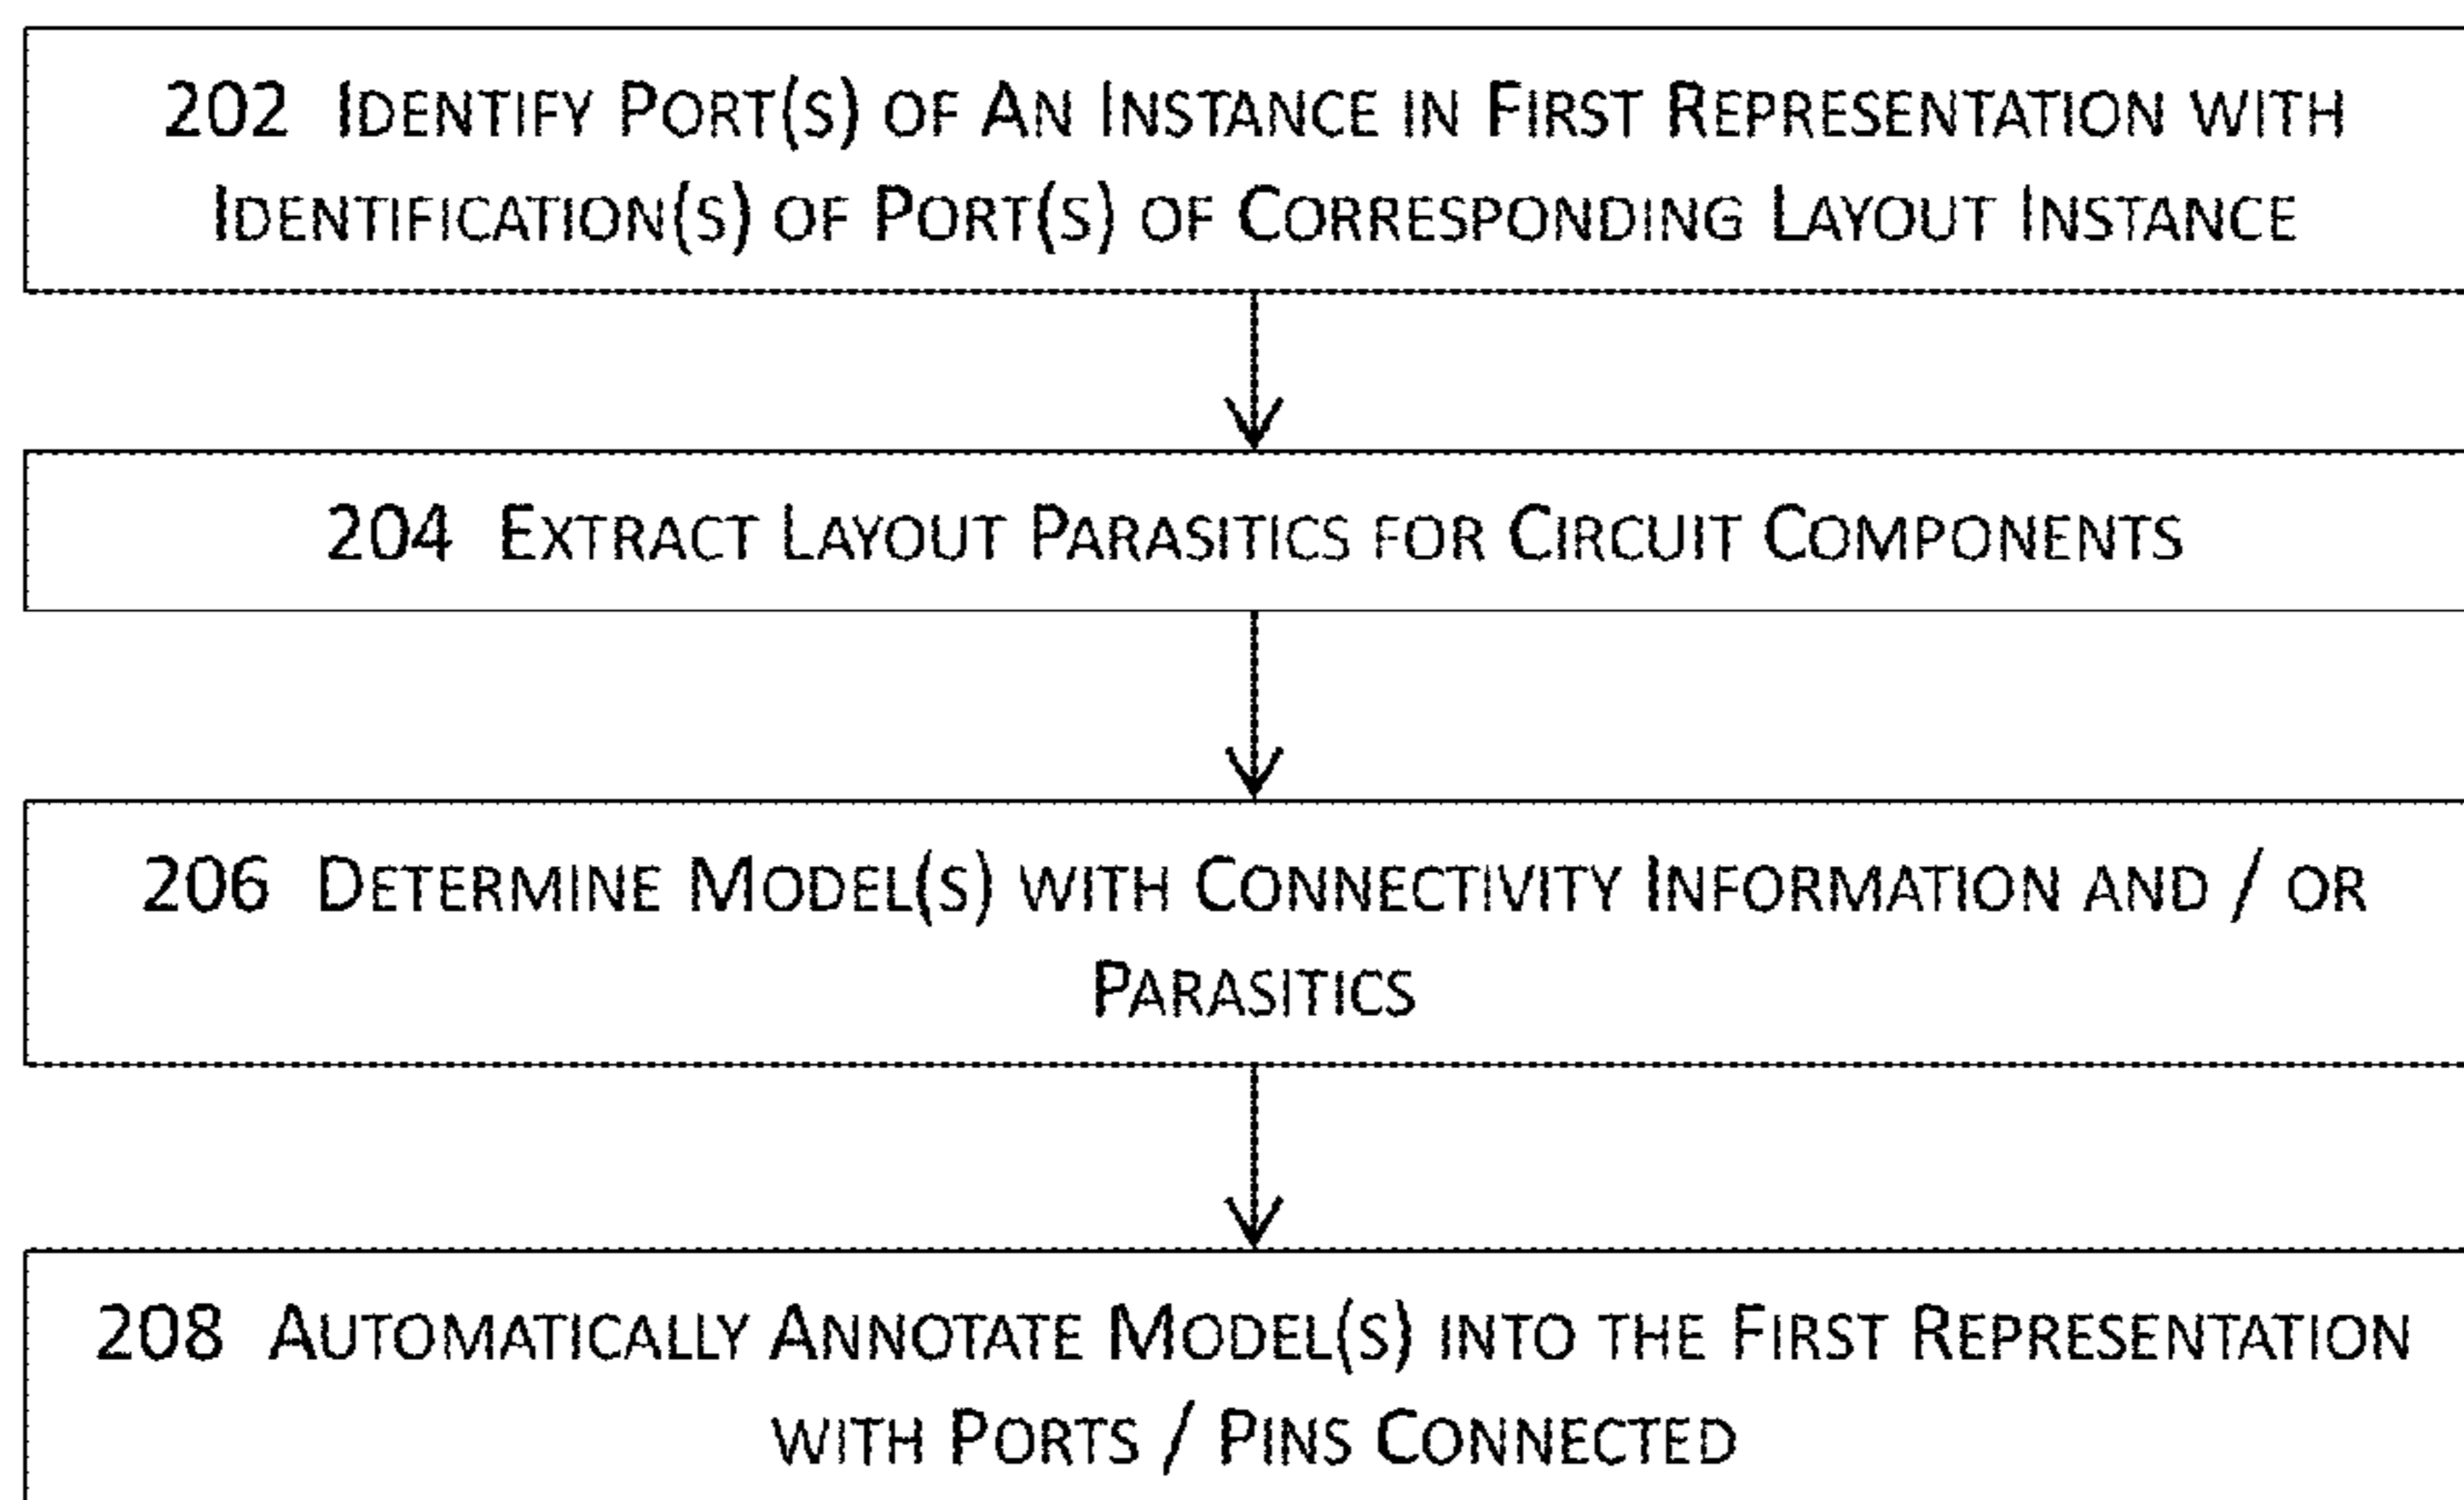 202 Identify Port(s) of An Instance in First Representation with
Identification(s) of Port(s) of Corresponding Layout Instance
204 Extract Layout Parasitics for Circuit Components
206 Determine Model(s) with Connectivity Information and / or
Parasitics
208 Automatically Annotate Model(s) into the First Representation
with Ports / Pins Connected